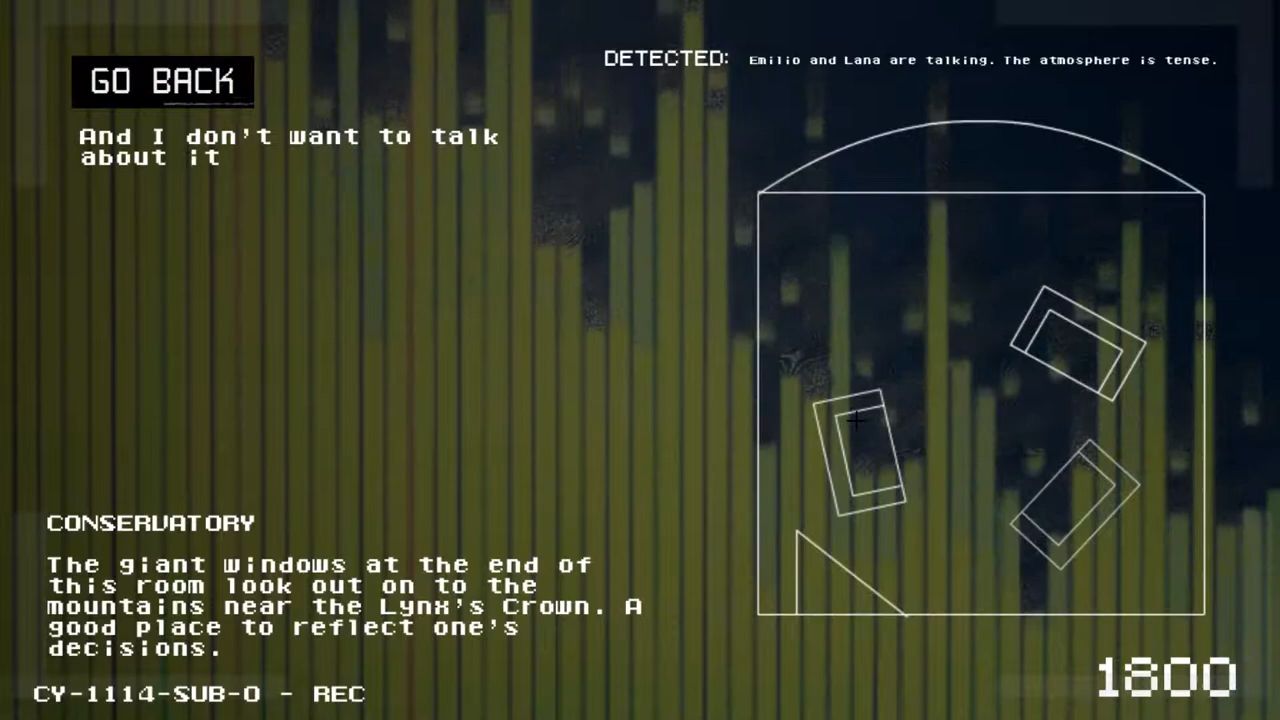 GO BACK
DETECTED: Emilio and Lana are talking. The atmosphere is tense.
And I don't want to talk
about it
CONSERVATORY
The giant windows at the end of
this room look out on to the
mountains near the Lynx's Crown. A
good place to reflect one's
decisions.
CY-1114-SUB-O - REC
1800